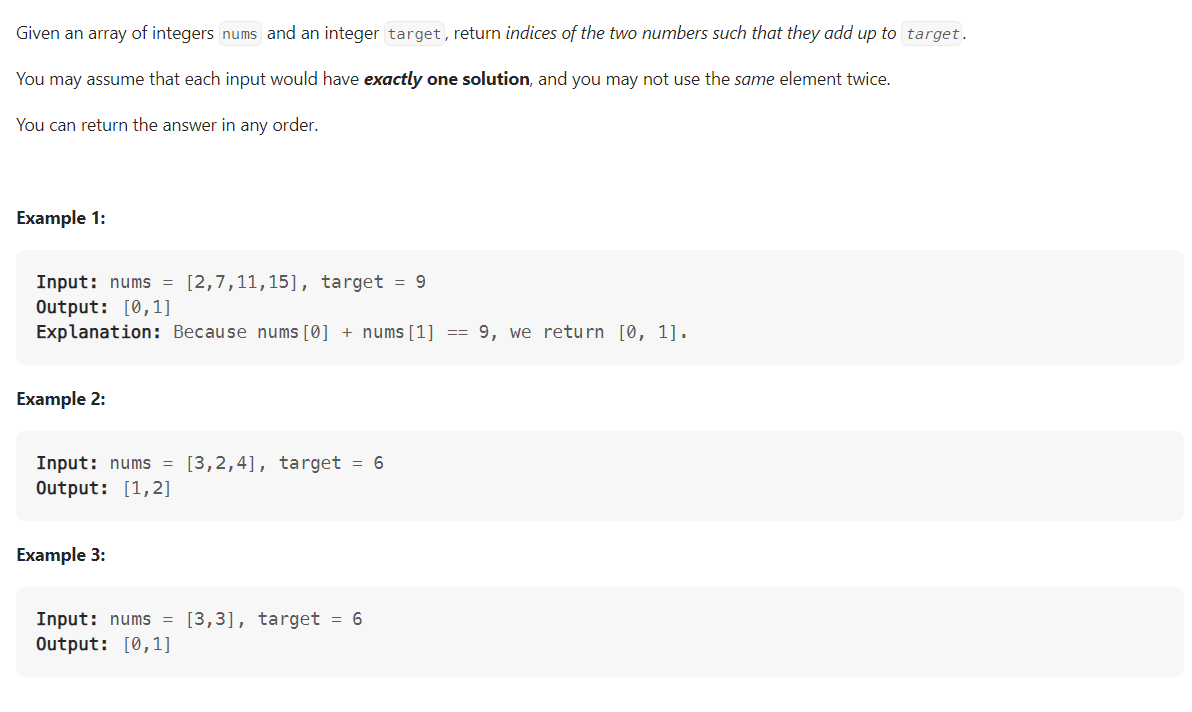 Given an array of integers nums and an integer target, return indices of the two numbers such that they add up to target.
You may assume that each input would have exactly one solution, and you may not use the same element twice.
You can return the answer in any order.
Example 1:
Input: nums = [2,7,11,15], target = 9
Output: [0,1]
Explanation: Because nums[0] + nums[1] == 9, we return [0, 1].
Example 2:
Input: nums = [3,2,4], target = 6
Output: [1,2]
Example 3:
Input: nums = [3,3], target = 6
Output: [0,1]